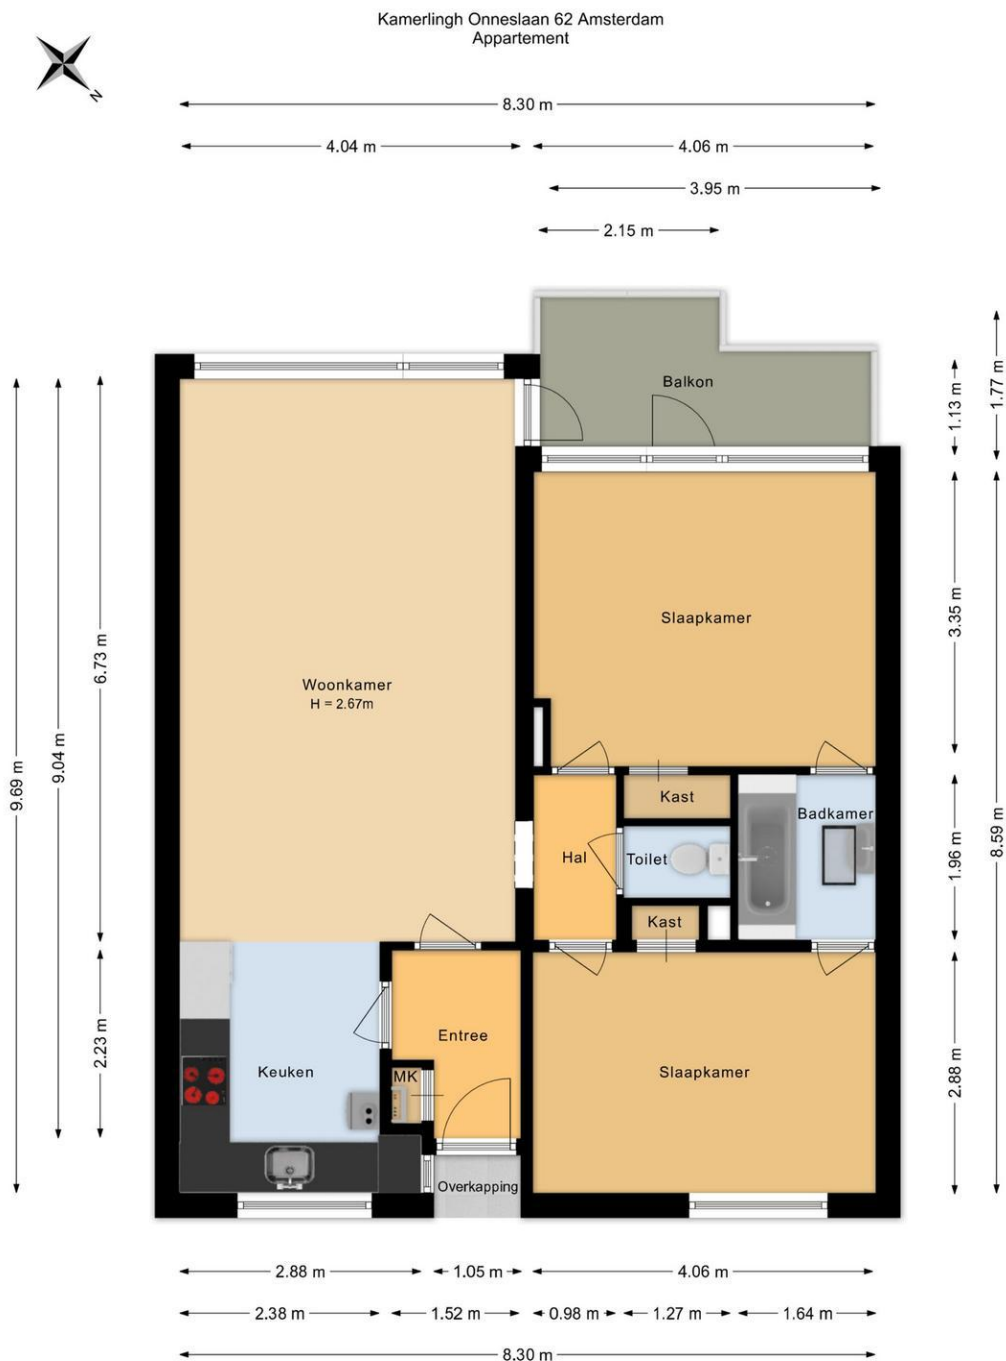 Kamerlingh Onneslaan 62 Amsterdam
Appartement
N
8.30 m
4.04 m
4.06 m
3.95 m
2.15 m
Balkon
1.77 m
1.13 m
Slaapkamer
3.35 m
Woonkamer
H = 2.67m
6.73 m
9.04 m
9.69 m
8.59 m
Kast
Badkamer
Hal
Toilet
1.96 m
Kast
Entree
2.23 m
Keuken
MK
Slaapkamer
2.88 m
Overkapping
2.88 m
1.05 m
4.06 m
2.38 m
1.52 m
0.98 m
1.27 m
1.64 m
8.30 m